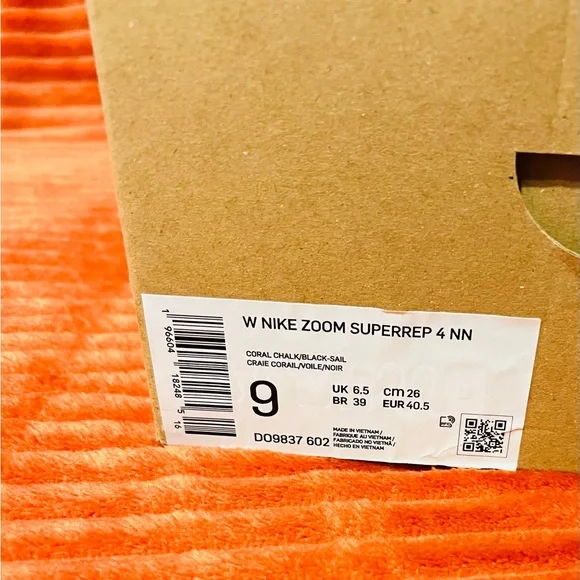 W NIKE ZOOM SUPERREP 4 NN
CORAL CHALK/BLACK-SAIL
CRAIE CORAIL/VOILE/NOIR
9
UK 6.5 cm 26
BR 39 EUR 40.5
DO9837 602
MADE IN VIETNAM /
FABRIQUE AU VIETNAM /
FABRICADO NO VIETNÃ /
HECHO EN VIETNAM
1 96604 18248 5 16
RFID